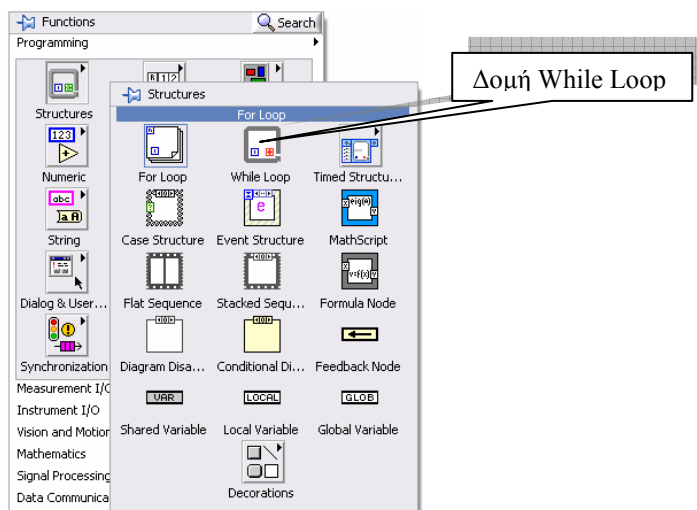 Functions
Search
Programming
Structures
Numeric
String
Dialog & User...
Synchronization
Measurement I/O
Instrument I/O
Vision and Motion
Mathematics
Signal Processing
Data Communica
Structures
For Loop
For Loop While Loop Timed Structu...
Case Structure Event Structure MathScript
Flat Sequence Stacked Sequ... Formula Node
Diagram Disa... Conditional Di... Feedback Node
VAR LOCAL GLOB
Shared Variable Local Variable Global Variable
Decorations
Δομή While Loop